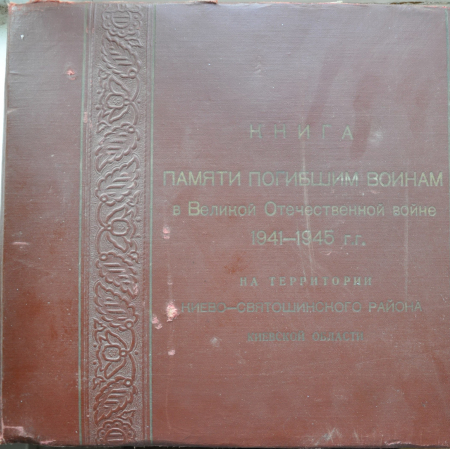 КНИГА
ПАМЯТИ ПОГИБШИМ ВОИНАМ
в Великой Отечественной войне
1941—1945 г.г.
НА ТЕРРИТОРИИ
КИЕВО—СВЯТОШИНСКОГО РАЙОНА
КИЕВСКОЙ ОБЛАСТИ